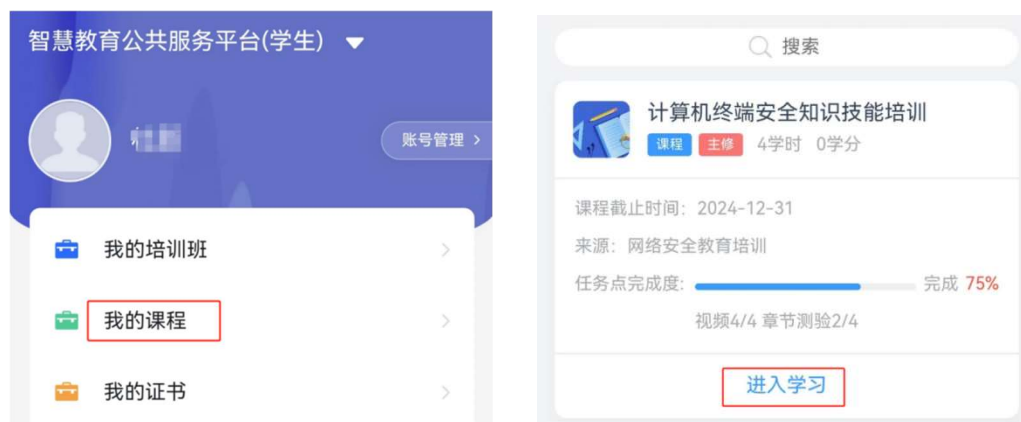 智慧教育公共服务平台(学生)
账号管理
我的培训班
我的课程
我的证书
搜索
计算机终端安全知识技能培训
课程 主修 4学时 0学分
课程截止时间: 2024-12-31
来源: 网络安全教育培训
任务点完成度: 完成 75%
视频4/4 章节测验2/4
进入学习